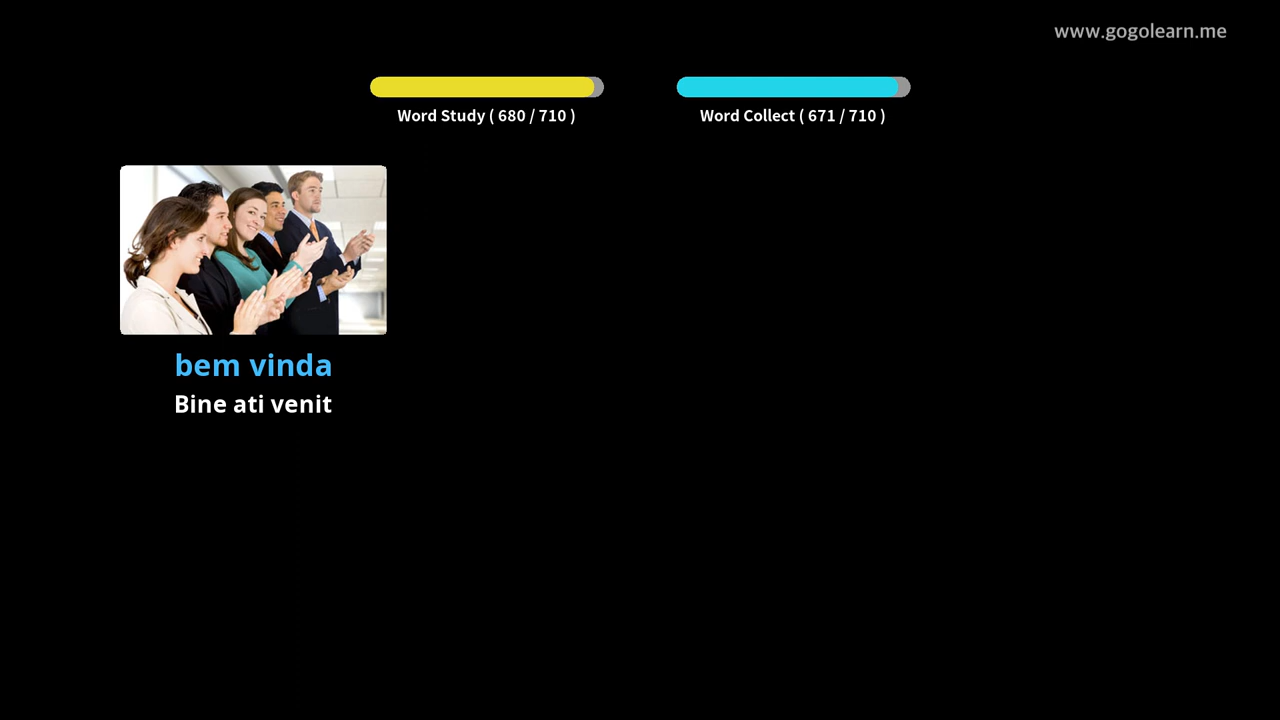 www.gogolearn.me
Word Study ( 680 / 710 )
Word Collect ( 671 / 710 )
bem vinda
Bine ati venit